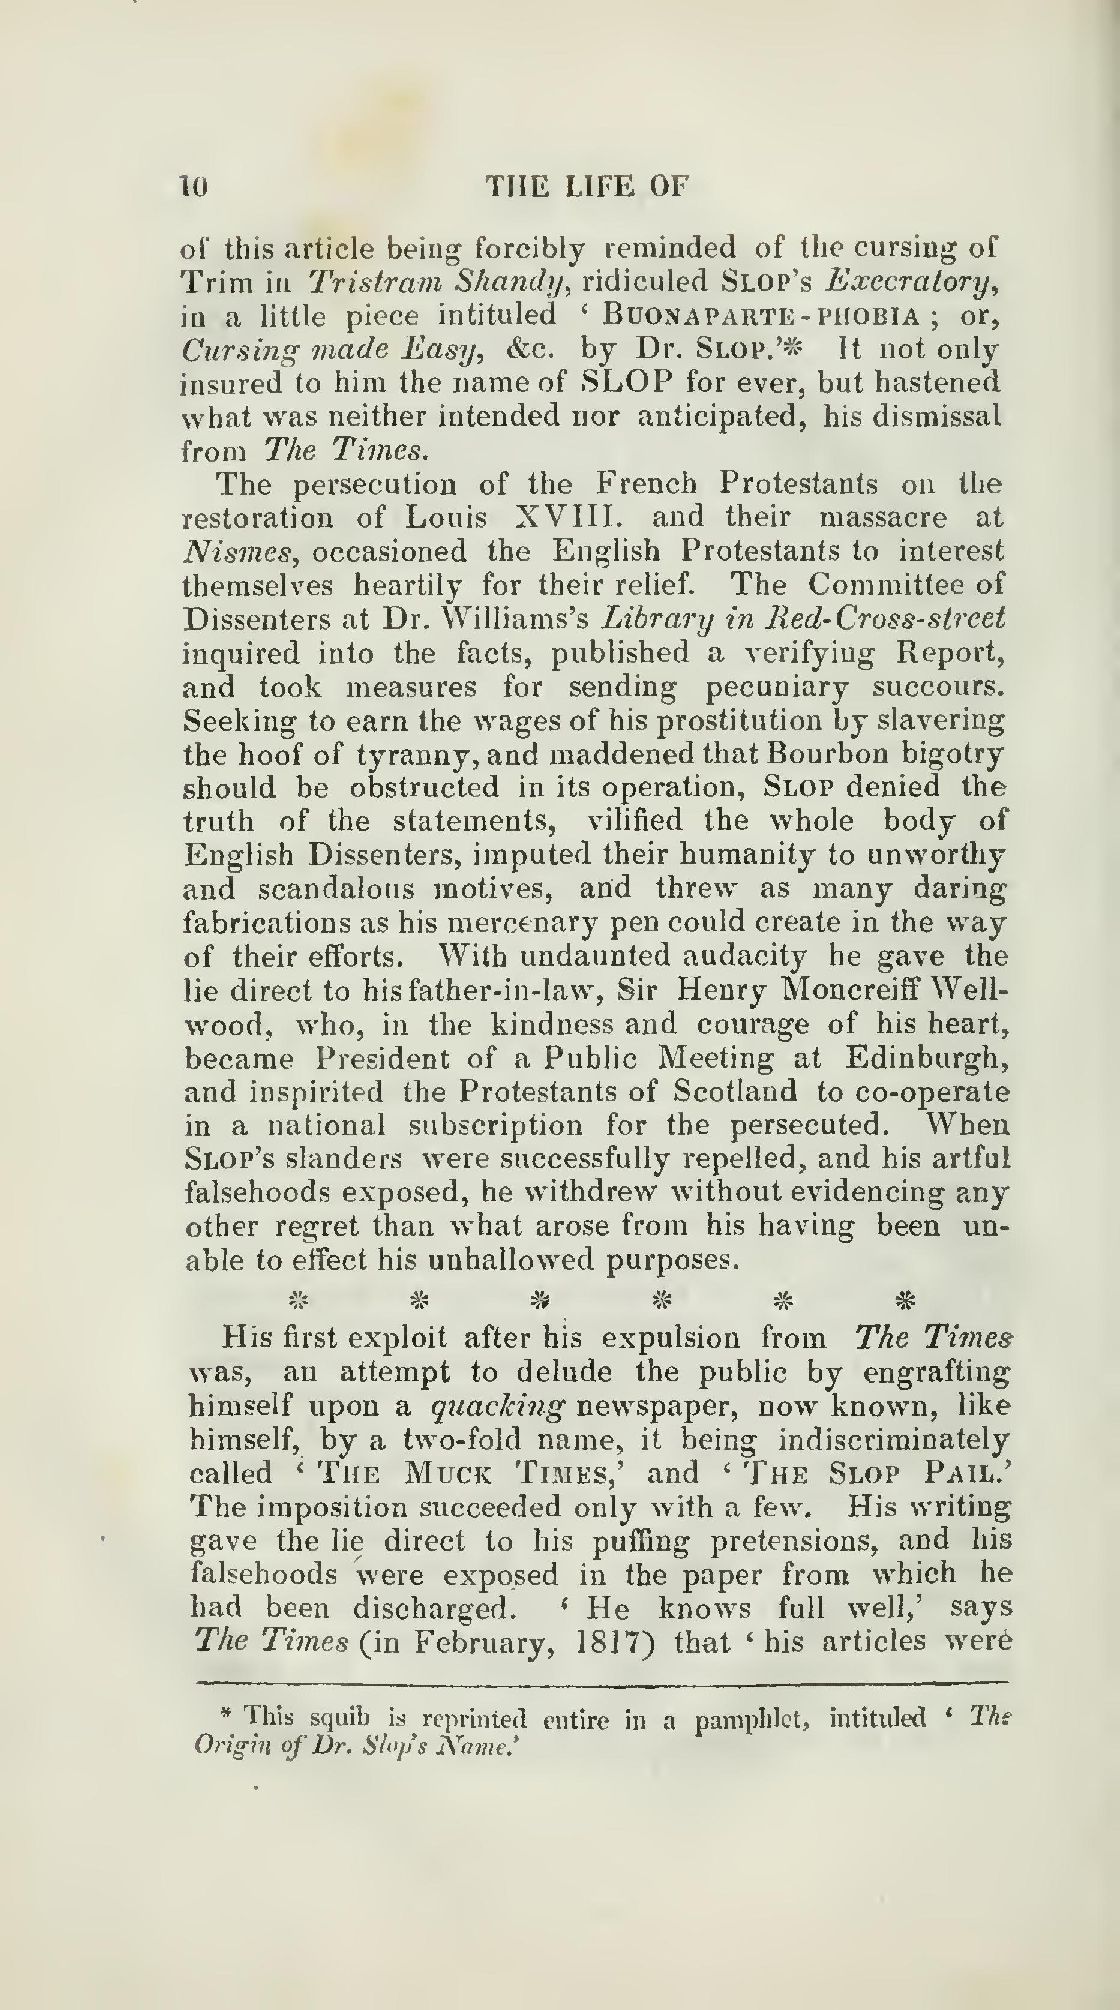 10 THE LIFE OF
of this article being forcibly reminded of the cursing of
Trim in Tristram Shandy, ridiculed SLOP's Execratory,
in a little piece intituled ‘ BUONAPARTE-PHOBIA ; or,
Cursing made Easy, &c. by Dr. SLOP.’* It not only
insured to him the name of SLOP for ever, but hastened
what was neither intended nor anticipated, his dismissal
from The Times.
The persecution of the French Protestants on the
restoration of Louis XVIII. and their massacre at
Nismes, occasioned the English Protestants to interest
themselves heartily for their relief. The Committee of
Dissenters at Dr. Williams's Library in Red-Cross-street
inquired into the facts, published a verifying Report,
and took measures for sending pecuniary succours.
Seeking to earn the wages of his prostitution by slavering
the hoof of tyranny, and maddened that Bourbon bigotry
should be obstructed in its operation, SLOP denied the
truth of the statements, vilified the whole body of
English Dissenters, imputed their humanity to unworthy
and scandalous motives, and threw as many daring
fabrications as his mercenary pen could create in the way
of their efforts. With undaunted audacity he gave the
lie direct to his father-in-law, Sir Henry Moncreiff Well-
wood, who, in the kindness and courage of his heart,
became President of a Public Meeting at Edinburgh,
and inspirited the Protestants of Scotland to co-operate
in a national subscription for the persecuted. When
SLOP's slanders were successfully repelled, and his artful
falsehoods exposed, he withdrew without evidencing any
other regret than what arose from his having been un-
able to effect his unhallowed purposes.
* * * * * *
His first exploit after his expulsion from The Times
was, an attempt to delude the public by engrafting
himself upon a quacking newspaper, now known, like
himself, by a two-fold name, it being indiscriminately
called ‘ THE MUCK TIMES,’ and ‘ THE SLOP PAIL.’
The imposition succeeded only with a few. His writing
gave the lie direct to his puffing pretensions, and his
falsehoods were exposed in the paper from which he
had been discharged. ‘ He knows full well,’ says
The Times (in February, 1817) that ‘ his articles were
* This squib is reprinted entire in a pamphlet, intituled ‘ The
Origin of Dr. Slop's Name.’